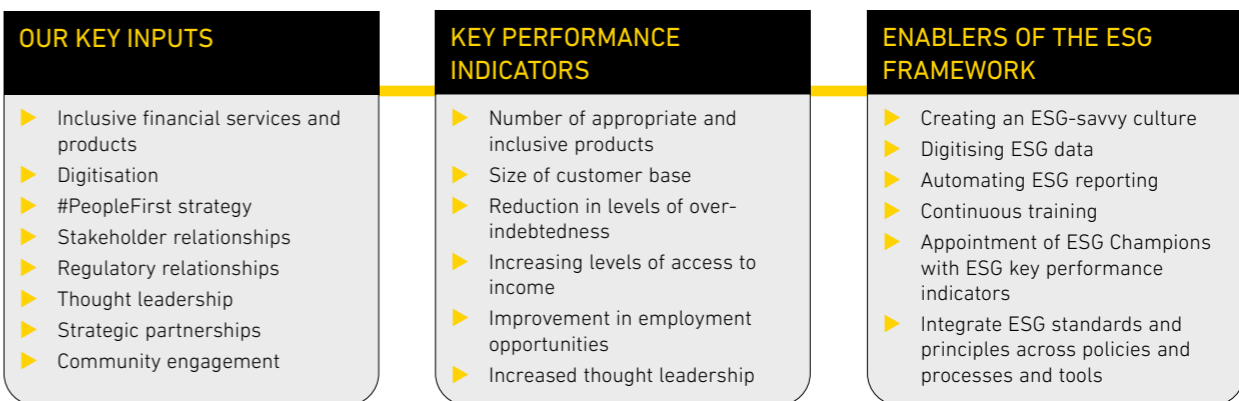 OUR KEY INPUTS
Inclusive financial services and
products
Digitisation
#PeopleFirst strategy
Stakeholder relationships
Regulatory relationships
Thought leadership
Strategic partnerships
Community engagement
KEY PERFORMANCE
INDICATORS
Number of appropriate and
inclusive products
Size of customer base
Reduction in levels of over-
indebtedness
Increasing levels of access to
income
Improvement in employment
opportunities
Increased thought leadership
ENABLERS OF THE ESG
FRAMEWORK
Creating an ESG-savvy culture
Digitising ESG data
Automating ESG reporting
Continuous training
Appointment of ESG Champions
with ESG key performance
indicators
Integrate ESG standards and
principles across policies and
processes and tools